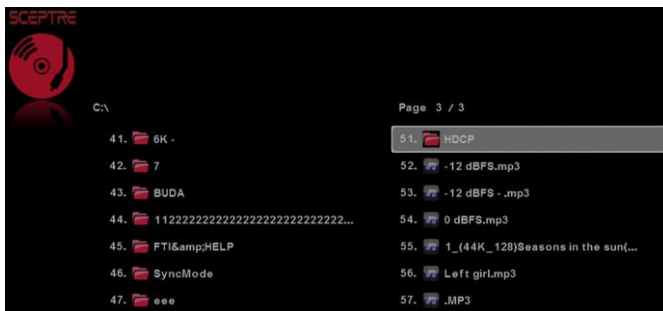 SCEPTRE
C:\
Page 3 / 3
41. 6K -
42. 7
43. BUDA
44. 112222222222222222222222222...
45. FTI&amp;HELP
46. SyncMode
47. eee
51. HDCP
52. -12 dBFS.mp3
53. -12 dBFS - .mp3
54. 0 dBFS.mp3
55. 1_(44K_128)Seasons in the sun(...
56. Left girl.mp3
57. .MP3